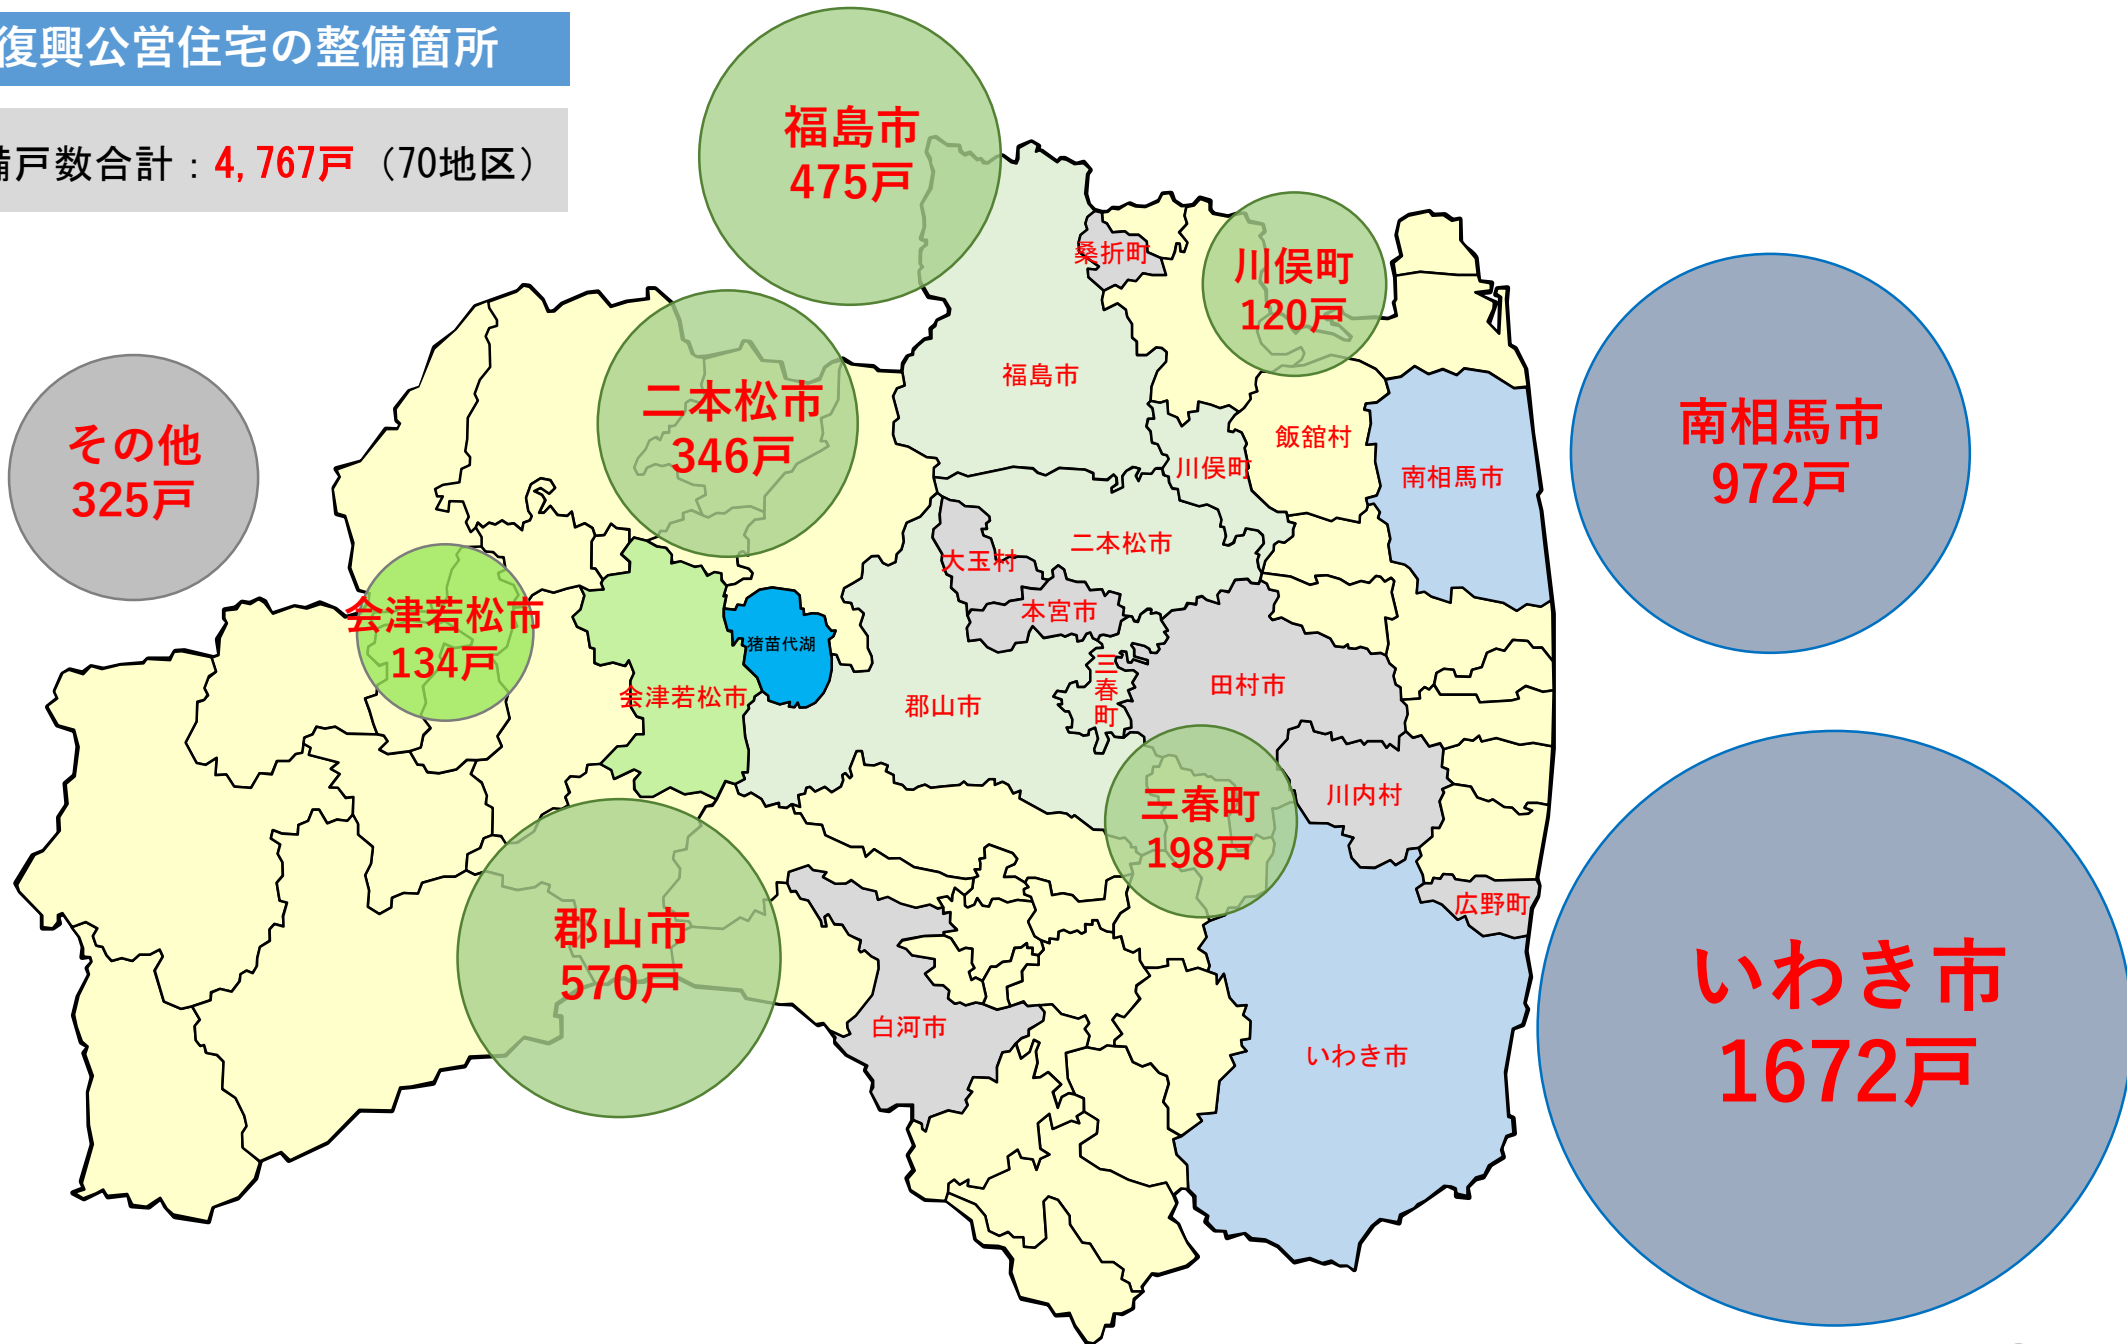 復興公営住宅の整備箇所
備戸数合計：4,767戸（70地区）
福島市
475戸
川俣町
120戸
二本松市
346戸
南相馬市
972戸
その他
325戸
会津若松市
134戸
三春町
198戸
郡山市
570戸
いわき市
1672戸
桑折町
福島市
飯舘村
川俣町
南相馬市
二本松市
大玉村
本宮市
猪苗代湖
三春町
田村市
会津若松市
郡山市
川内村
広野町
白河市
いわき市